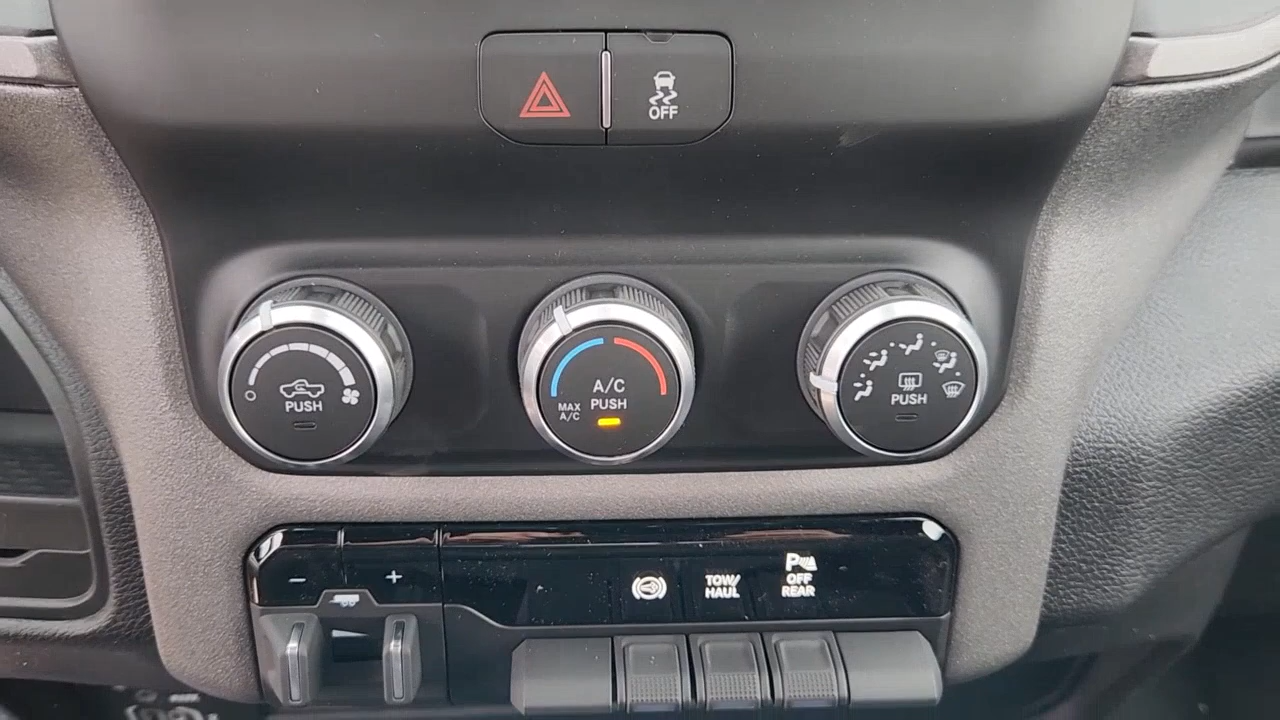 OFF
PUSH
A/C
PUSH
MAX
A/C
PUSH
- +
TOW/
HAUL
P
OFF
REAR